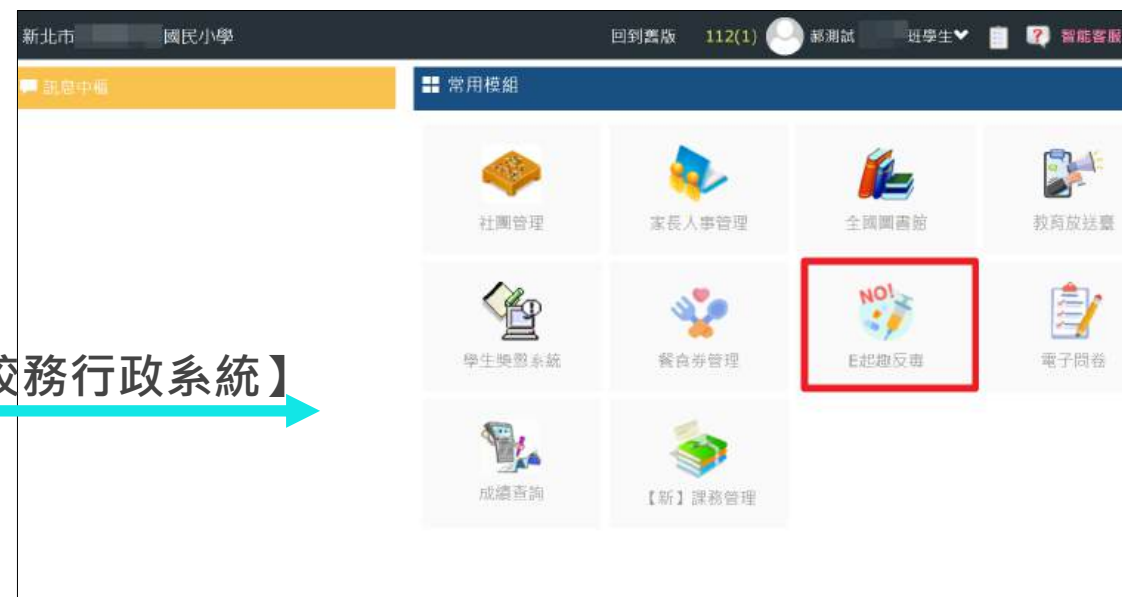 新北市 國民小學 回到舊版 112(1) 郝測試 班學生 智能客服
訊息中樞 常用模組
社團管理 家長人事管理 全國圖書館 教育放送臺
NO!
學生獎懲系統 餐食券管理 E起趣反毒 電子問卷
校務行政系統】
成績查詢 【新】課務管理